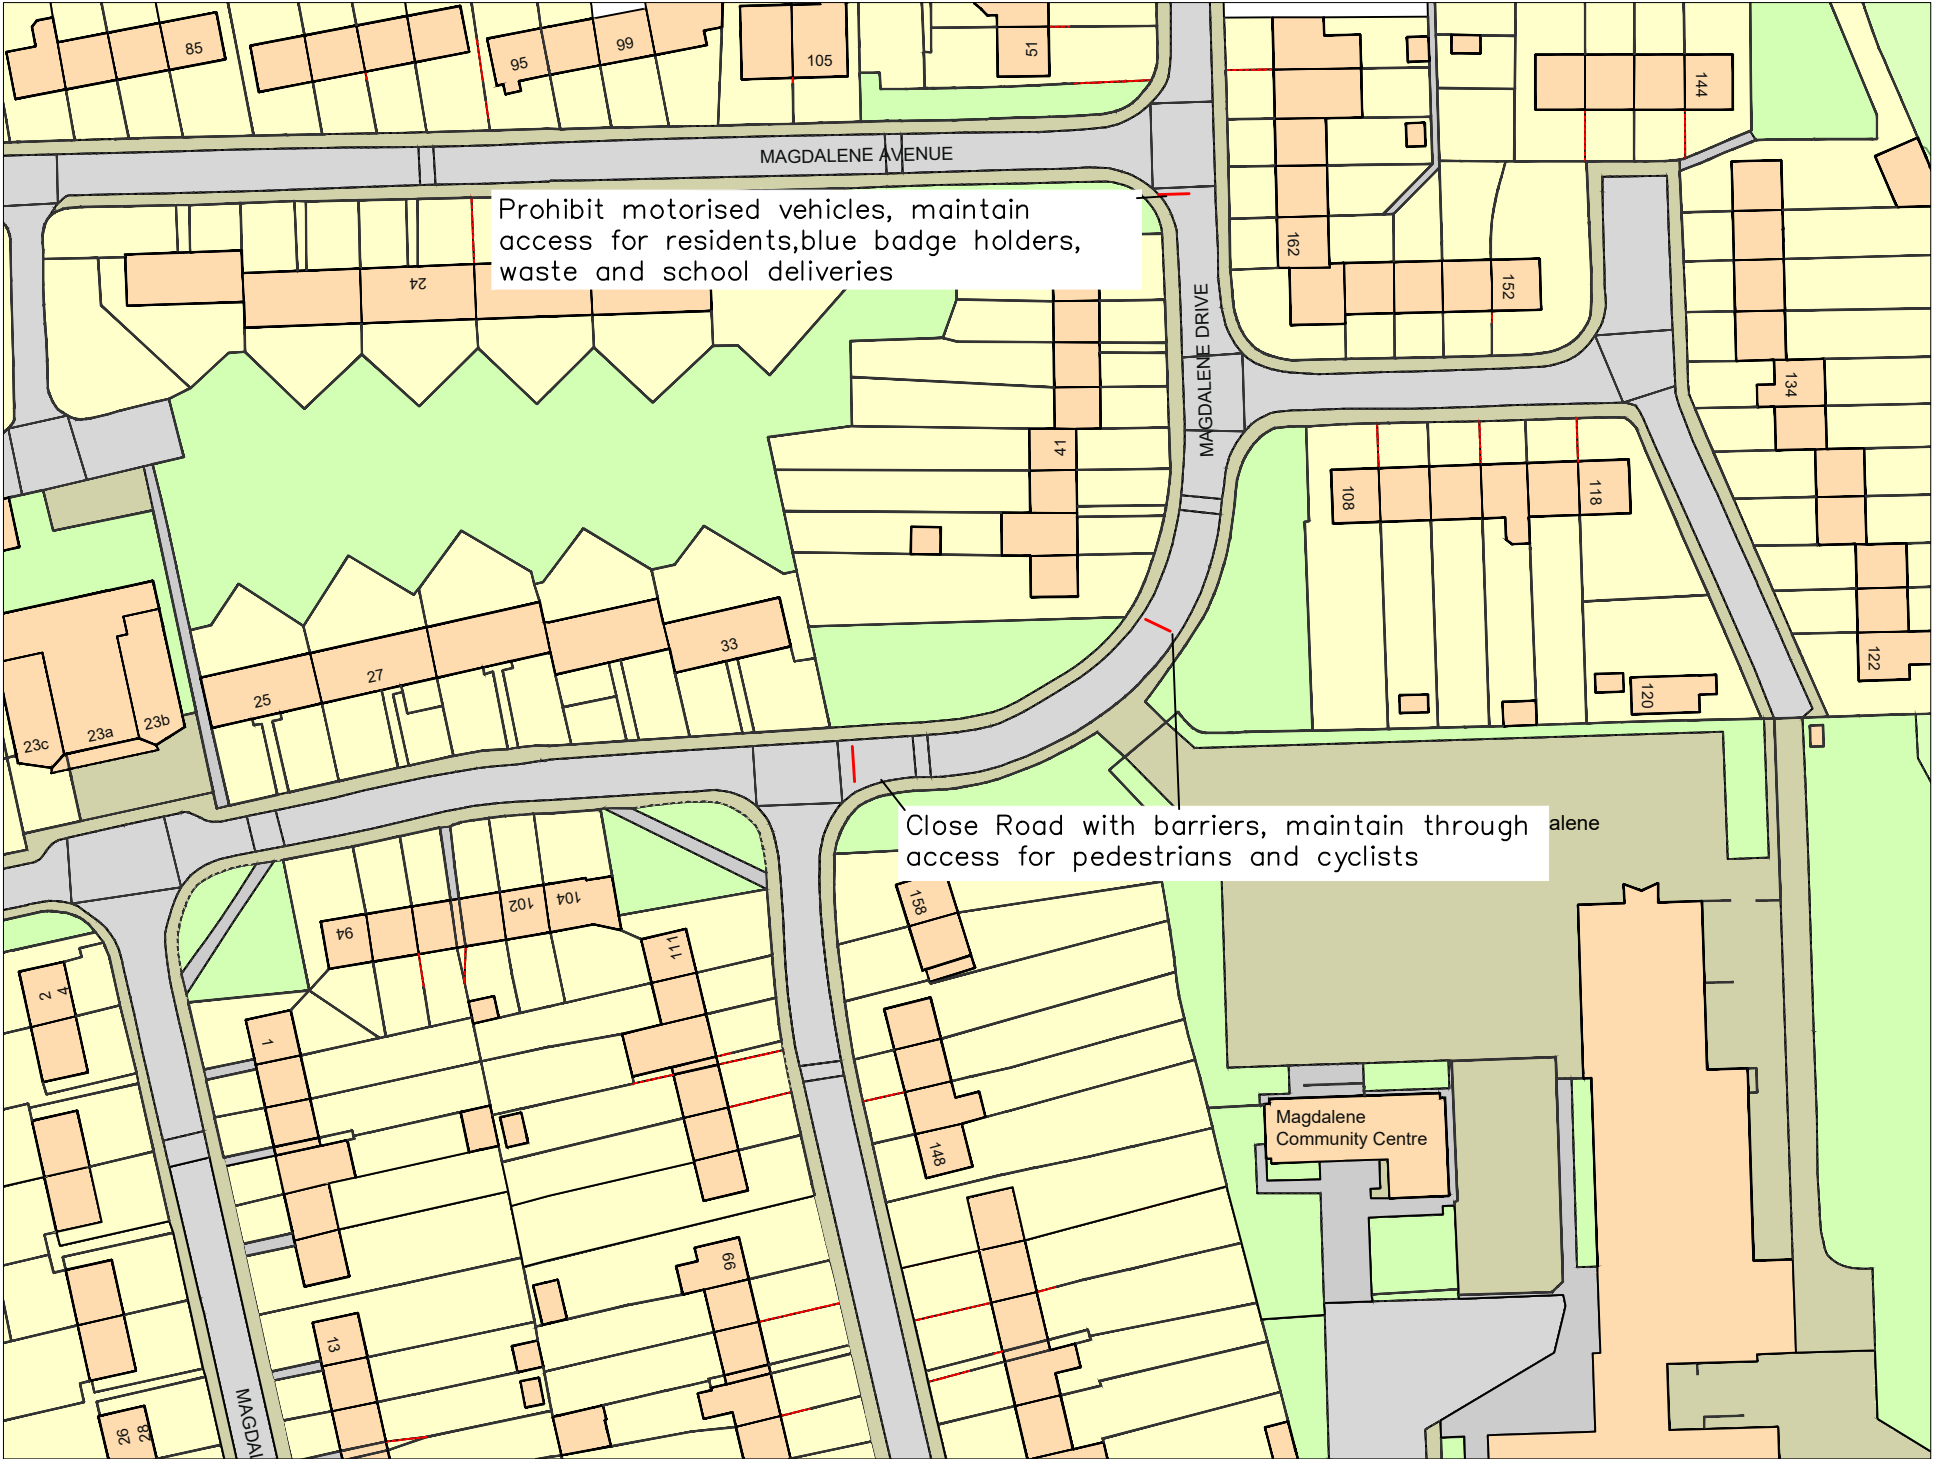 85
95
99
105
51
144
MAGDALENE AVENUE
Prohibit motorised vehicles, maintain
access for residents,blue badge holders,
waste and school deliveries
24
162
152
MAGDALENE DRIVE
134
41
108
118
33
27
25
23b
23a
23c
122
120
Close Road with barriers, maintain through
access for pedestrians and cyclists
alene
158
104
102
94
111
2
4
1
Magdalene
Community Centre
148
66
13
MAGDAL
26
28